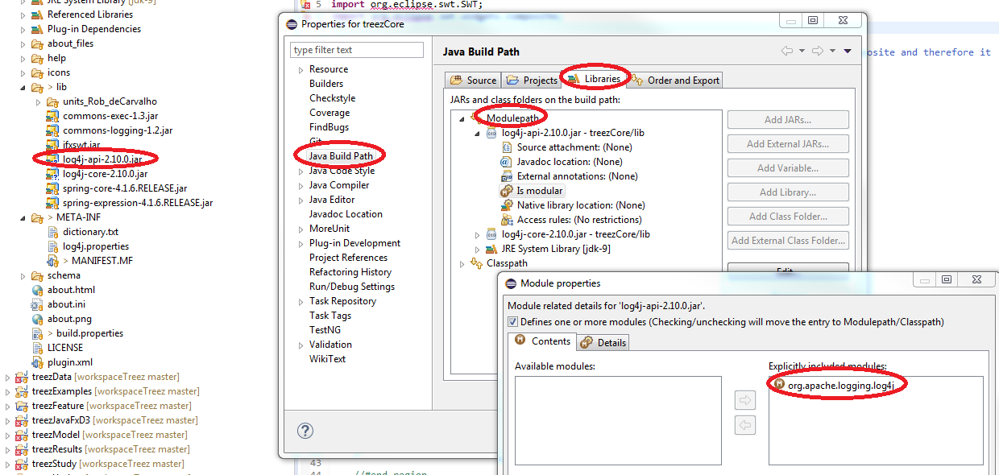 JRE System Library [jdk-9]
Referenced Libraries
Plug-in Dependencies
about_files
help
icons
> lib
units_Rob_deCarvalho
commons-exec-1.3.jar
commons-logging-1.2.jar
jfxswt.jar
log4j-api-2.10.0.jar
log4j-core-2.10.0.jar
spring-core-4.1.6.RELEASE.jar
spring-expression-4.1.6.RELEASE.jar
> META-INF
dictionary.txt
log4j.properties
> MANIFEST.MF
schema
about.html
about.ini
about.png
> build.properties
LICENSE
plugin.xml
treezData [workspaceTreez master]
treezExamples [workspaceTreez master]
treezFeature [workspaceTreez master]
treezJavaFxD3 [workspaceTreez master]
treezModel [workspaceTreez master]
treezResults [workspaceTreez master]
treezStudy [workspaceTreez master]
5 import org.eclipse.swt.SWT;
posite and therefore it
43
44 //#end region
Properties for treezCore
type filter text
Resource
Builders
Checkstyle
Coverage
FindBugs
Git
Java Build Path
Java Code Style
Java Compiler
Java Editor
Javadoc Location
MoreUnit
Plug-in Development
Project References
Refactoring History
Run/Debug Settings
Task Repository
Task Tags
TestNG
Validation
WikiText
Java Build Path
Source Projects Libraries Order and Export
JARs and class folders on the build path:
Modulepath
log4j-api-2.10.0.jar - treezCore/lib
Source attachment: (None)
Javadoc location: (None)
External annotations: (None)
Is modular
Native library location: (None)
Access rules: (No restrictions)
log4j-core-2.10.0.jar - treezCore/lib
JRE System Library [jdk-9]
Classpath
Add JARs...
Add External JARs...
Add Variable...
Add Library...
Add Class Folder...
Add External Class Folder...
Edit...
Module properties
Module related details for 'log4j-api-2.10.0.jar'.
Defines one or more modules (Checking/unchecking will move the entry to Modulepath/Classpath)
Contents Details
Available modules:
Explicitly included modules:
org.apache.logging.log4j